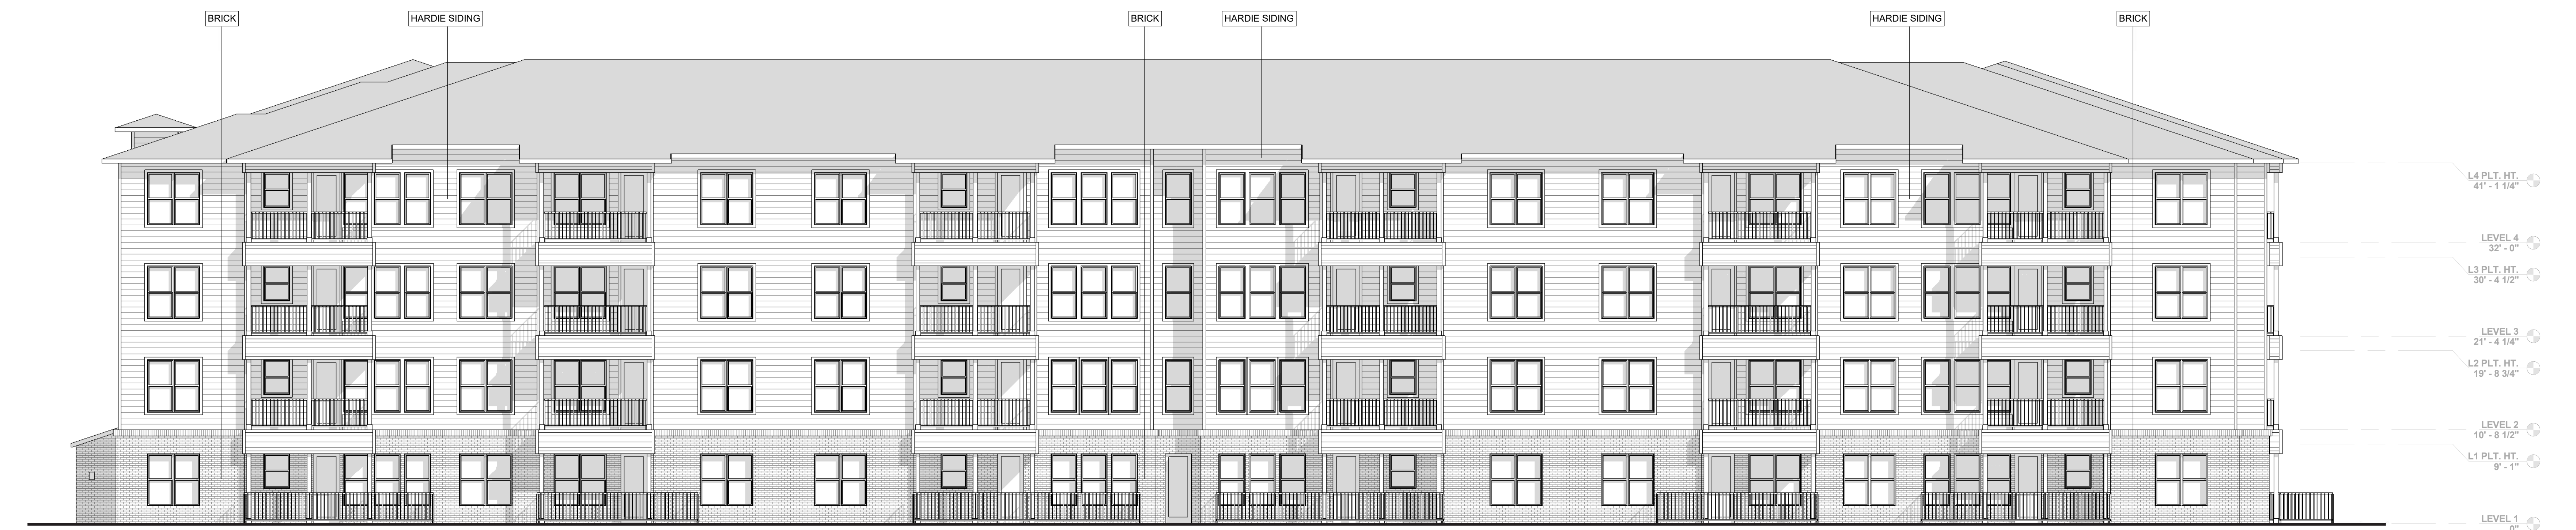 BRICK
HARDIE SIDING
BRICK
HARDIE SIDING
HARDIE SIDING
BRICK
L4 PLT. HT.
41' - 1 1/4"
LEVEL 4
32' - 0"
L3 PLT. HT.
30' - 4 1/2"
LEVEL 3
21' - 4 1/4"
L2 PLT. HT.
19' - 8 3/4"
LEVEL 2
10' - 8 1/2"
L1 PLT. HT.
9' - 1"
LEVEL 1
0"